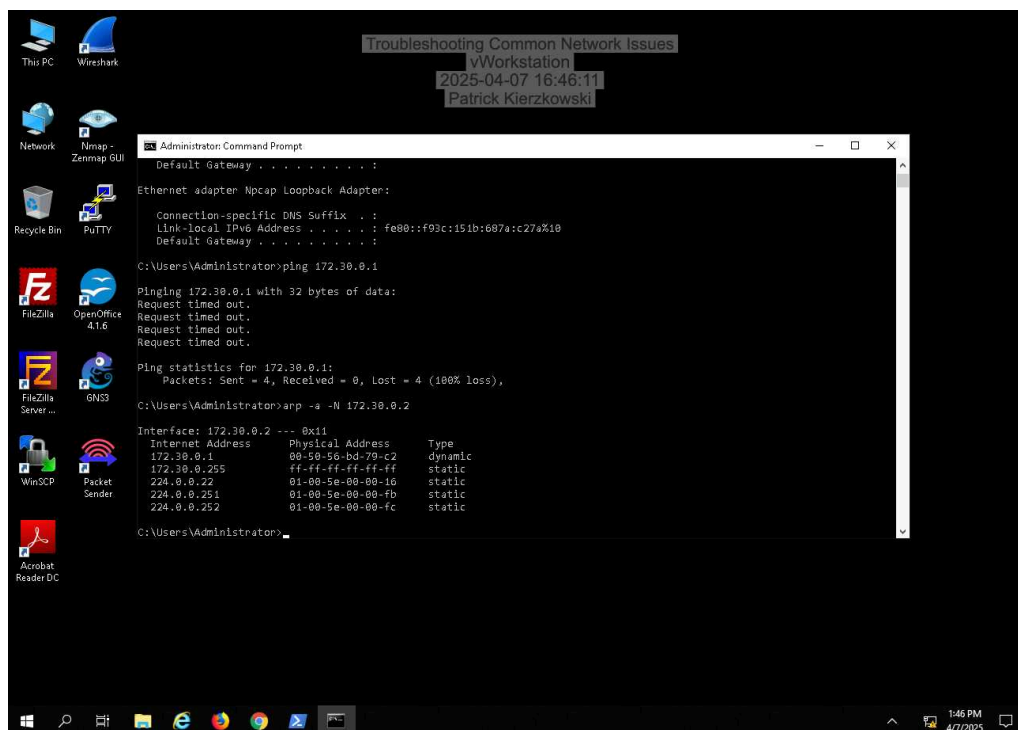 Troubleshooting Common Network Issues
vWorkstation
2025-04-07 16:46:11
Patrick Kierzkowski
This PC
Wireshark
Network
Nmap -
Zenmap GUI
Recycle Bin
PuTTY
FileZilla
OpenOffice
4.1.6
FileZilla
Server ...
GNS3
WinSCP
Packet
Sender
Acrobat
Reader DC
Administrator: Command Prompt
Default Gateway . . . . . . . . . :
Ethernet adapter Npcap Loopback Adapter:
Connection-specific DNS Suffix  . :
Link-local IPv6 Address . . . . . : fe80::f93c:151b:687a:c27a%10
Default Gateway . . . . . . . . . :
C:\Users\Administrator>ping 172.30.0.1
Pinging 172.30.0.1 with 32 bytes of data:
Request timed out.
Request timed out.
Request timed out.
Request timed out.
Ping statistics for 172.30.0.1:
Packets: Sent = 4, Received = 0, Lost = 4 (100% loss),
C:\Users\Administrator>arp -a -N 172.30.0.2
Interface: 172.30.0.2 --- 0x11
Internet Address      Physical Address      Type
172.30.0.1            00-50-56-bd-79-c2     dynamic
172.30.0.255          ff-ff-ff-ff-ff-ff     static
224.0.0.22            01-00-5e-00-00-16     static
224.0.0.251           01-00-5e-00-00-fb     static
224.0.0.252           01-00-5e-00-00-fc     static
C:\Users\Administrator>
1:46 PM
4/7/2025